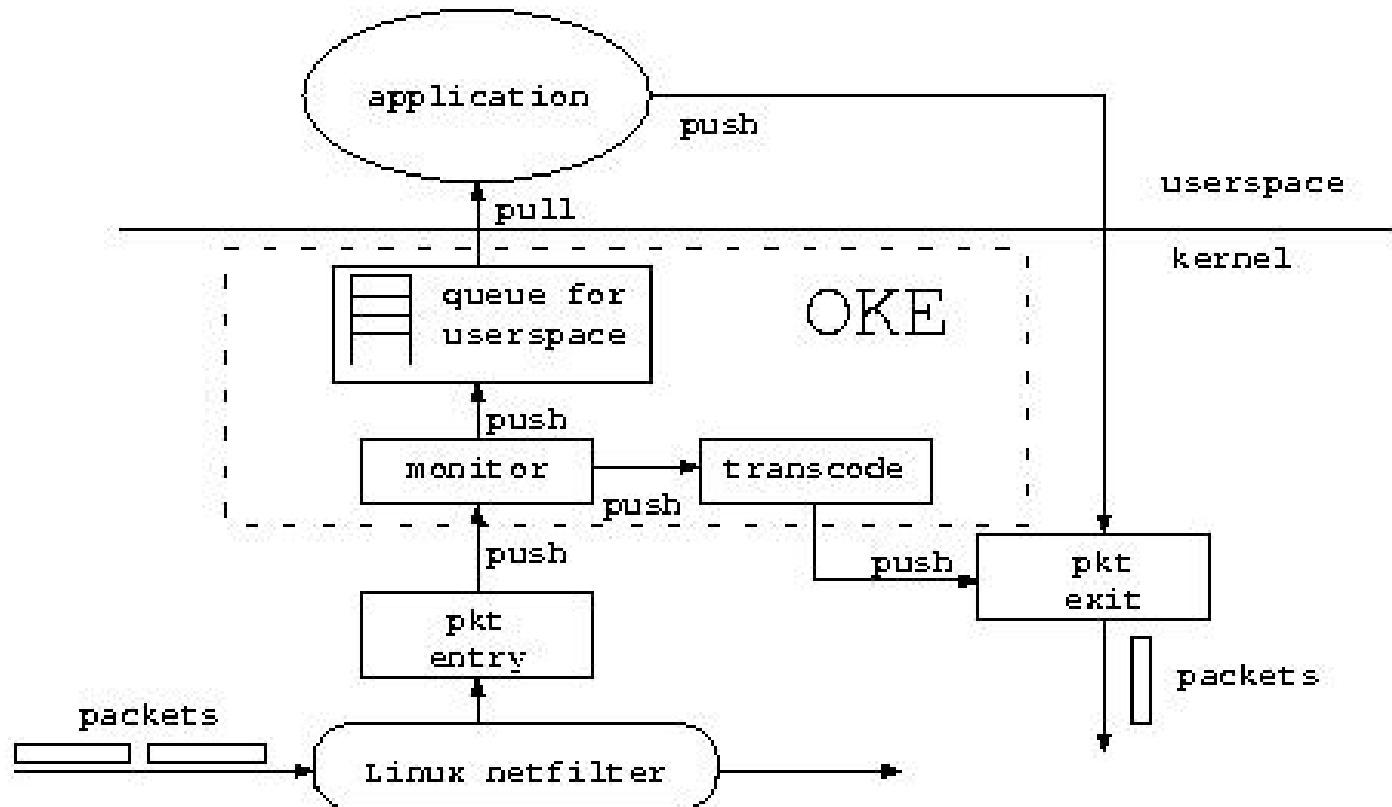 application
push
userspace
pull
kernel
queue for
userspace
OKE
push
monitor
transcode
push
push
push
pkt
exit
pkt
entry
packets
packets
Linux netfilter